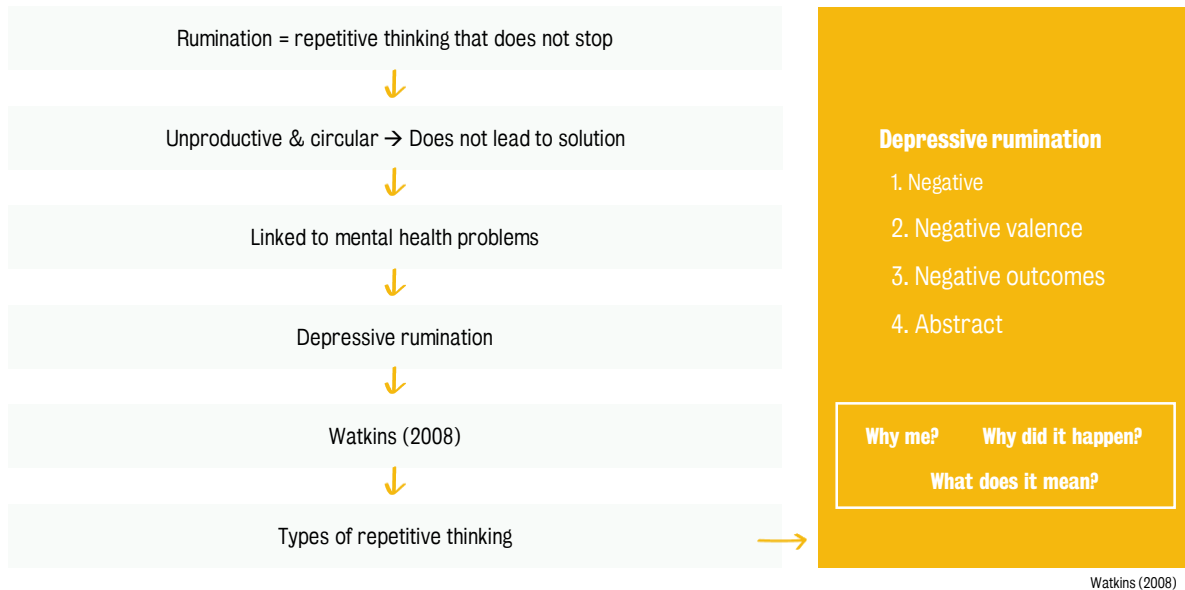 Rumination = repetitive thinking that does not stop
Unproductive & circular → Does not lead to solution
Linked to mental health problems
Depressive rumination
Watkins (2008)
Types of repetitive thinking
Depressive rumination
1. Negative
2. Negative valence
3. Negative outcomes
4. Abstract
Why me? Why did it happen?
What does it mean?
Watkins (2008)